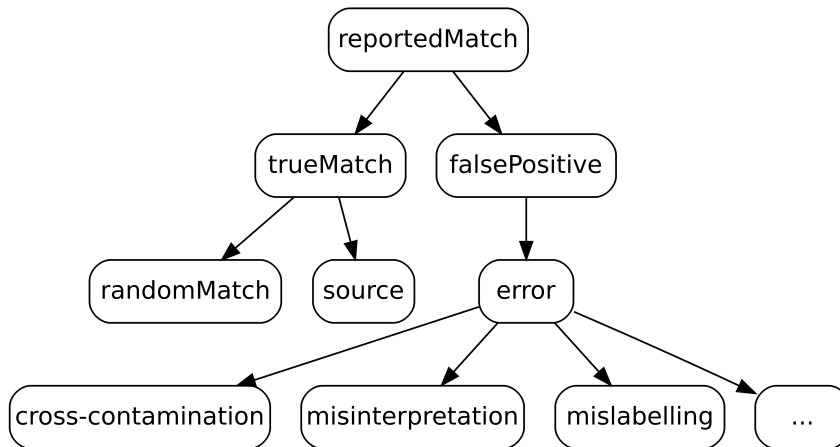 reportedMatch
trueMatch
falsePositive
randomMatch
source
error
cross-contamination
misinterpretation
mislabelling
...